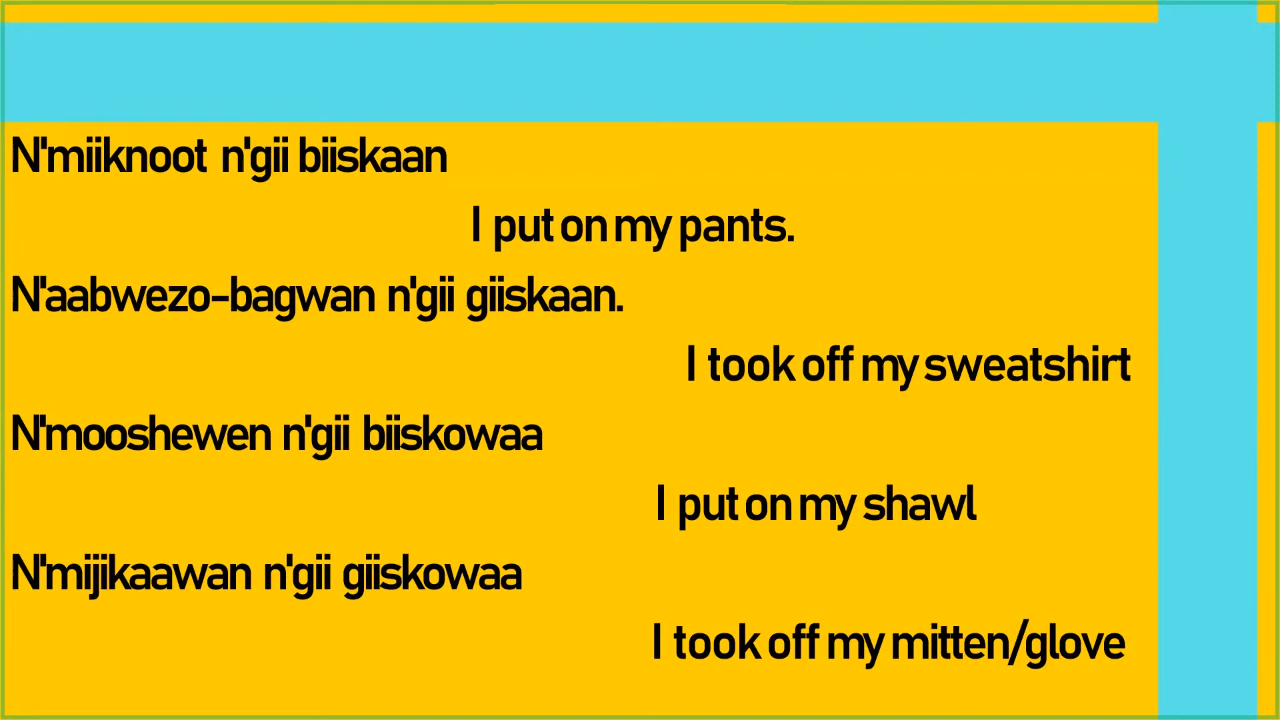 N'miiknoot n'gii biiskaan
I put on my pants.
N'aabwezo-bagwan n'gii giiskaan.
I took off my sweatshirt
N'mooshewen n'gii biiskowaa
I put on my shawl
N'mijikaawan n'gii giiskowaa
I took off my mitten/glove